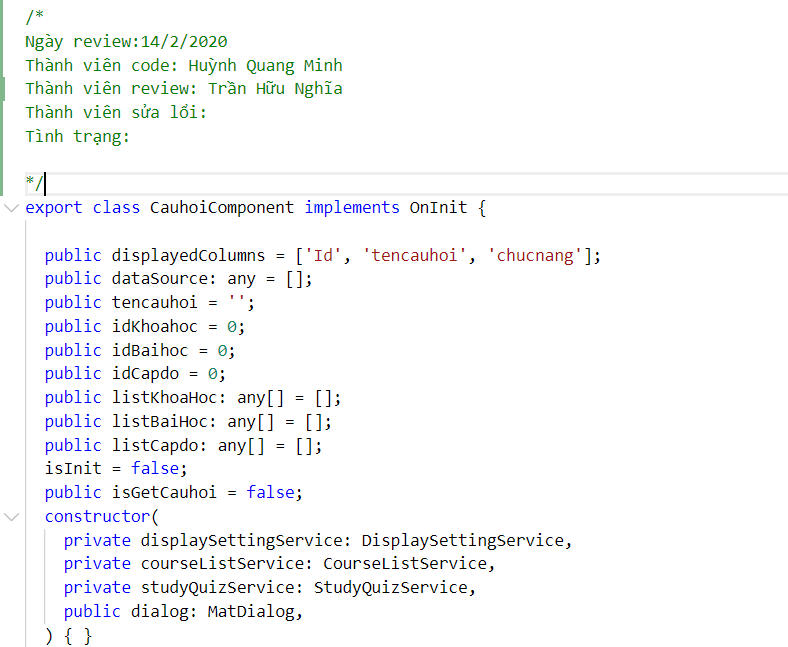 /*
Ngày review:14/2/2020
Thành viên code: Huỳnh Quang Minh
Thành viên review: Trần Hữu Nghĩa
Thành viên sửa lổi:
Tình trạng:
*/
export class CauhoiComponent implements OnInit {
public displayedColumns = ['Id', 'tencauhoi', 'chucnang'];
public dataSource: any = [];
public tencauhoi = '';
public idKhoahoc = 0;
public idBaihoc = 0;
public idCapdo = 0;
public listKhoaHoc: any[] = [];
public listBaiHoc: any[] = [];
public listCapdo: any[] = [];
isInit = false;
public isGetCauhoi = false;
constructor(
private displaySettingService: DisplaySettingService,
private courseListService: CourseListService,
private studyQuizService: StudyQuizService,
public dialog: MatDialog,
) { }